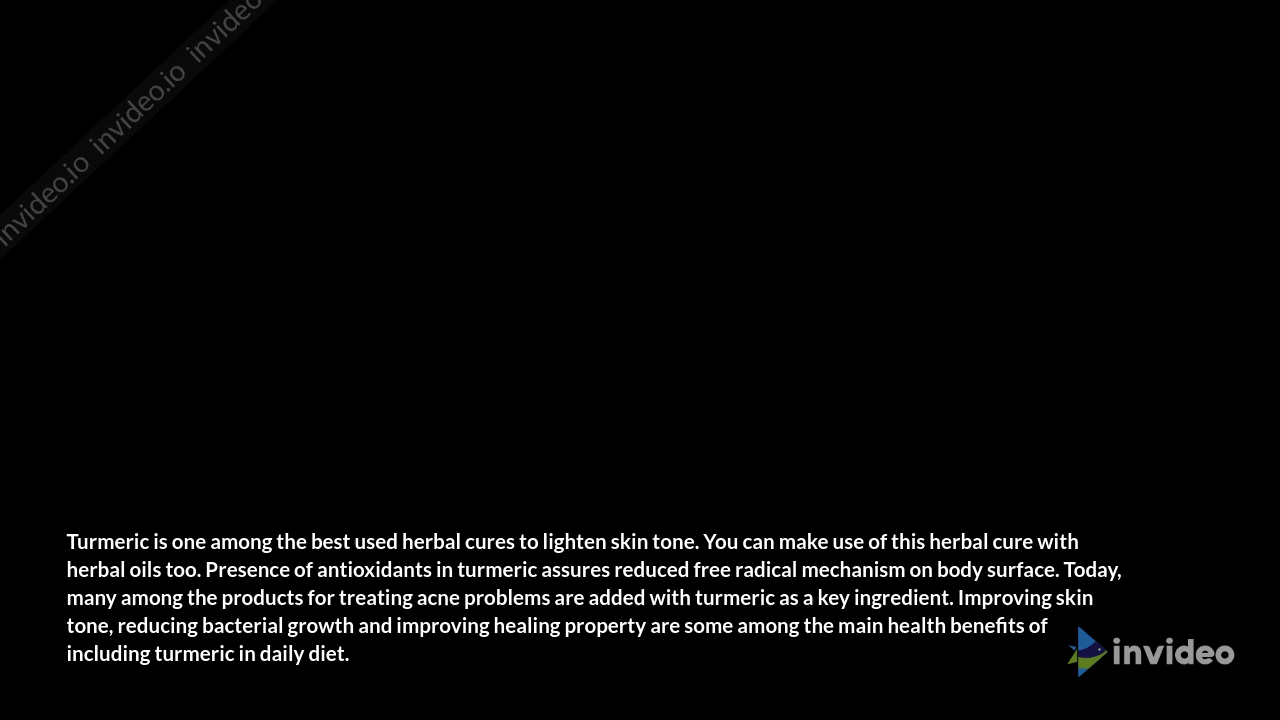 invideo.io invideo.io invideo
Turmeric is one among the best used herbal cures to lighten skin tone. You can make use of this herbal cure with
herbal oils too. Presence of antioxidants in turmeric assures reduced free radical mechanism on body surface. Today,
many among the products for treating acne problems are added with turmeric as a key ingredient. Improving skin
tone, reducing bacterial growth and improving healing property are some among the main health benefits of
including turmeric in daily diet.
invideo